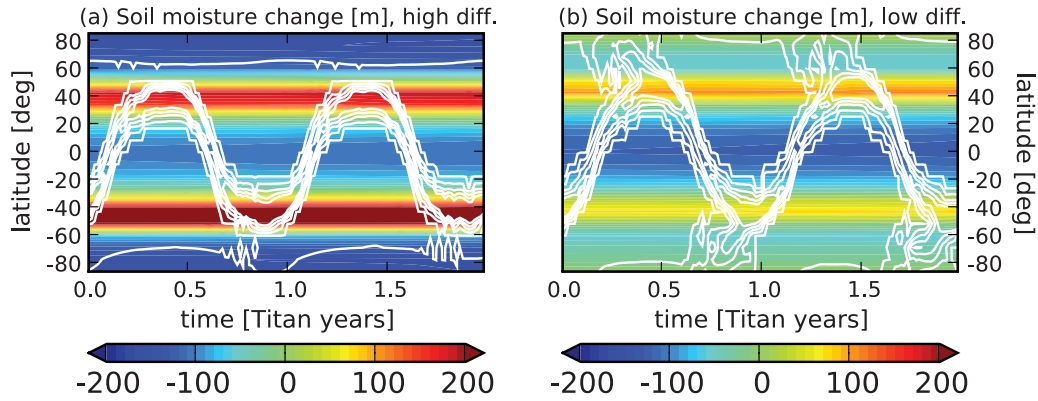 (a) Soil moisture change [m], high diff.
(b) Soil moisture change [m], low diff.
latitude [deg]
80
60
40
20
0
-20
-40
-60
-80
0.0 0.5 1.0 1.5
time [Titan years]
-200 -100 0 100 200
80
60
40
20
0
-20
-40
-60
-80
latitude [deg]
0.0 0.5 1.0 1.5
time [Titan years]
-200 -100 0 100 200